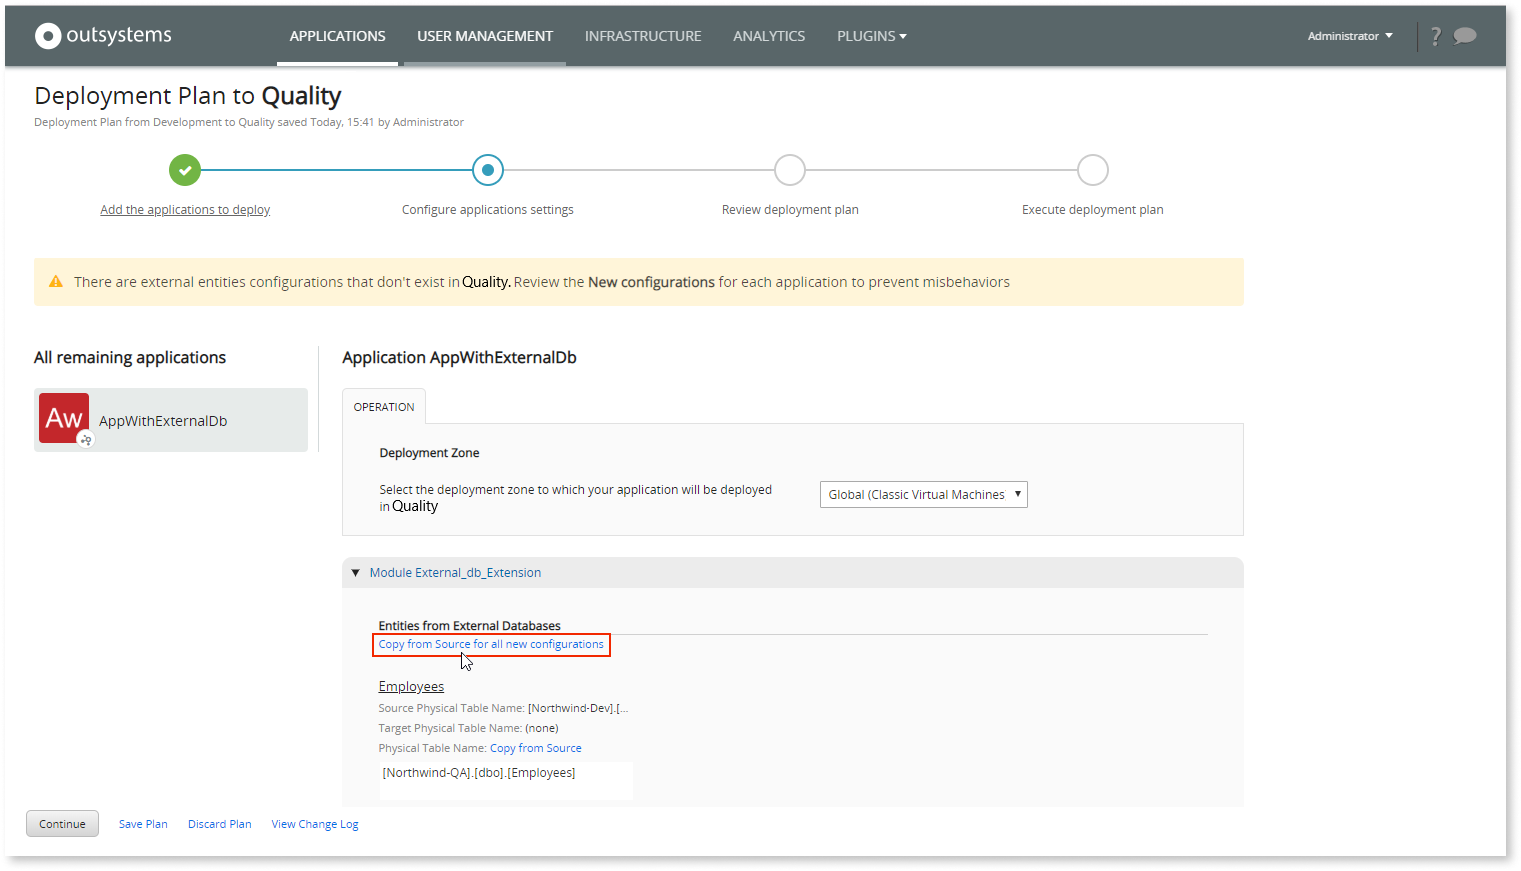 outsystems
APPLICATIONS
USER MANAGEMENT
INFRASTRUCTURE
ANALYTICS
PLUGINS
Administrator
?
Deployment Plan to Quality
Deployment Plan from Development to Quality saved Today, 15:41 by Administrator
Add the applications to deploy
Configure applications settings
Review deployment plan
Execute deployment plan
There are external entities configurations that don't exist in Quality. Review the New configurations for each application to prevent misbehaviors
All remaining applications
Aw
AppWithExternalDb
Application AppWithExternalDb
OPERATION
Deployment Zone
Select the deployment zone to which your application will be deployed
in Quality
Global (Classic Virtual Machines
Module External_db_Extension
Entities from External Databases
Copy from Source for all new configurations
Employees
Source Physical Table Name: [Northwind-Dev].[...
Target Physical Table Name: (none)
Physical Table Name: Copy from Source
[Northwind-QA].[dbo].[Employees]
Continue
Save Plan
Discard Plan
View Change Log